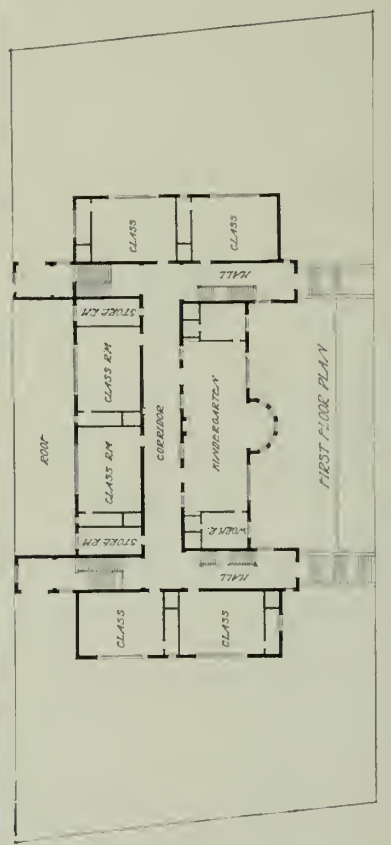 CLASS
CLASS
HALL
STORE RM
CLASS RM
CLASS RM
STORE RM
ROOF
CORRIDOR
KINDERGARTEN
WORK R.
HALL
CLASS
CLASS
FIRST FLOOR PLAN